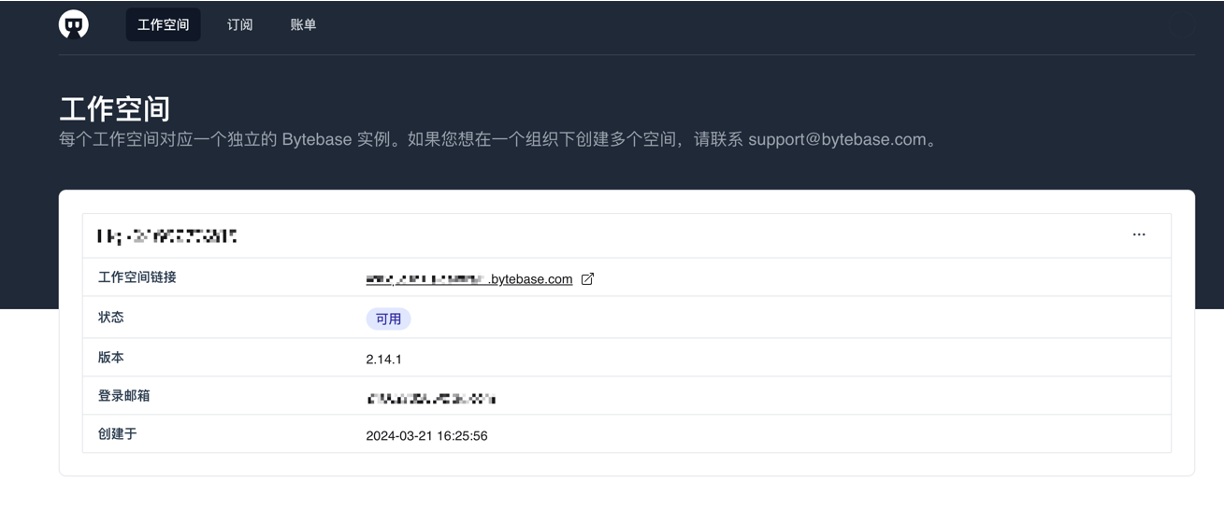 工作空间 订阅 账单
工作空间
每个工作空间对应一个独立的 Bytebase 实例。如果您想在一个组织下创建多个空间，请联系 support@bytebase.com。
...
工作空间链接 .bytebase.com
状态 可用
版本 2.14.1
登录邮箱
创建于 2024-03-21 16:25:56